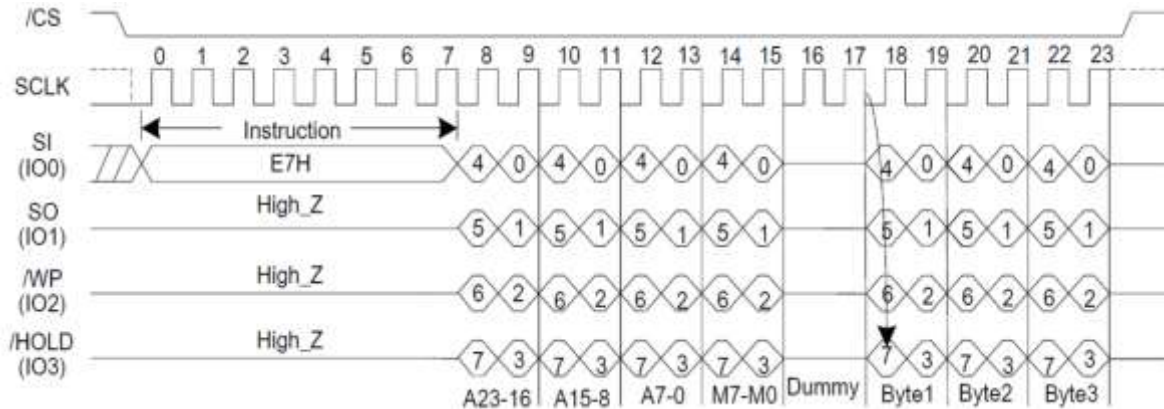 /CS
0 1 2 3 4 5 6 7 8 9 10 11 12 13 14 15 16 17 18 19 20 21 22 23
SCLK
Instruction
SI
(IO0)
E7H
4 0 4 0 4 0 4 0 4 0 4 0 4 0
High_Z
SO
(IO1)
5 1 5 1 5 1 5 1 5 1 5 1 5 1
High_Z
/WP
(IO2)
6 2 6 2 6 2 6 2 6 2 6 2 6 2
High_Z
/HOLD
(IO3)
7 3 7 3 7 3 7 3 7 3 7 3 7 3
A23-16 A15-8 A7-0 M7-M0 Dummy Byte1 Byte2 Byte3